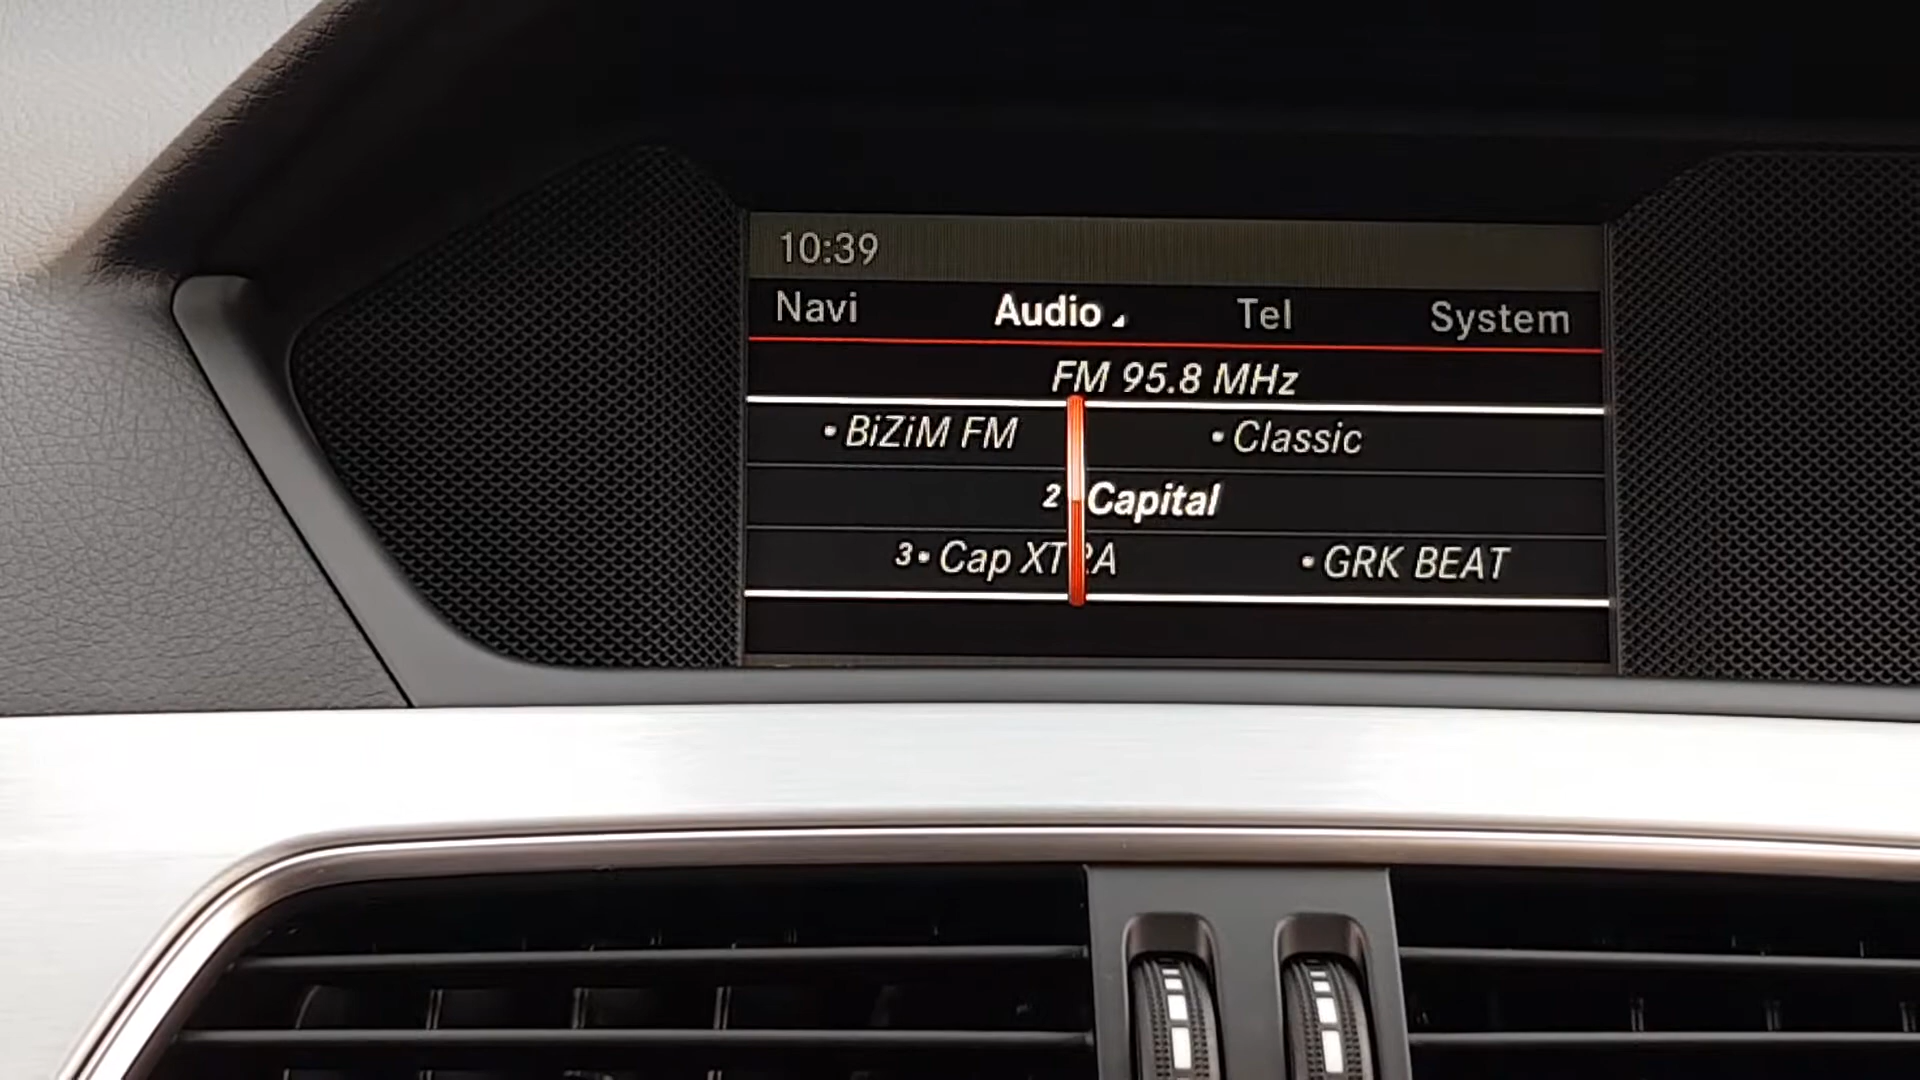 10:39
Navi Audio Tel System
FM 95.8 MHz
• BiZiM FM • Classic
2 Capital
3• Cap XTRA • GRK BEAT